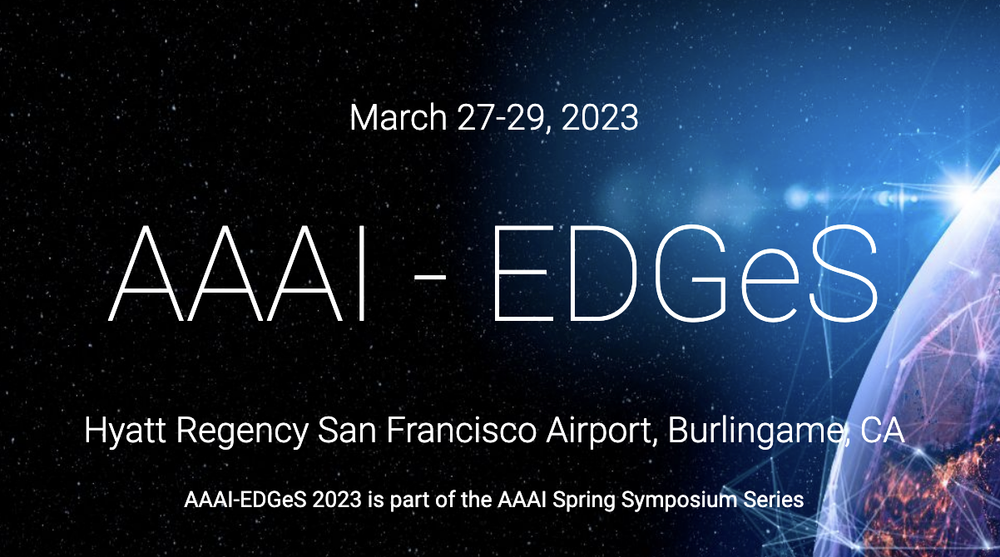 March 27-29, 2023
AAAI - EDGeS
Hyatt Regency San Francisco Airport, Burlingame, CA
AAAI-EDGeS 2023 is part of the AAAI Spring Symposium Series